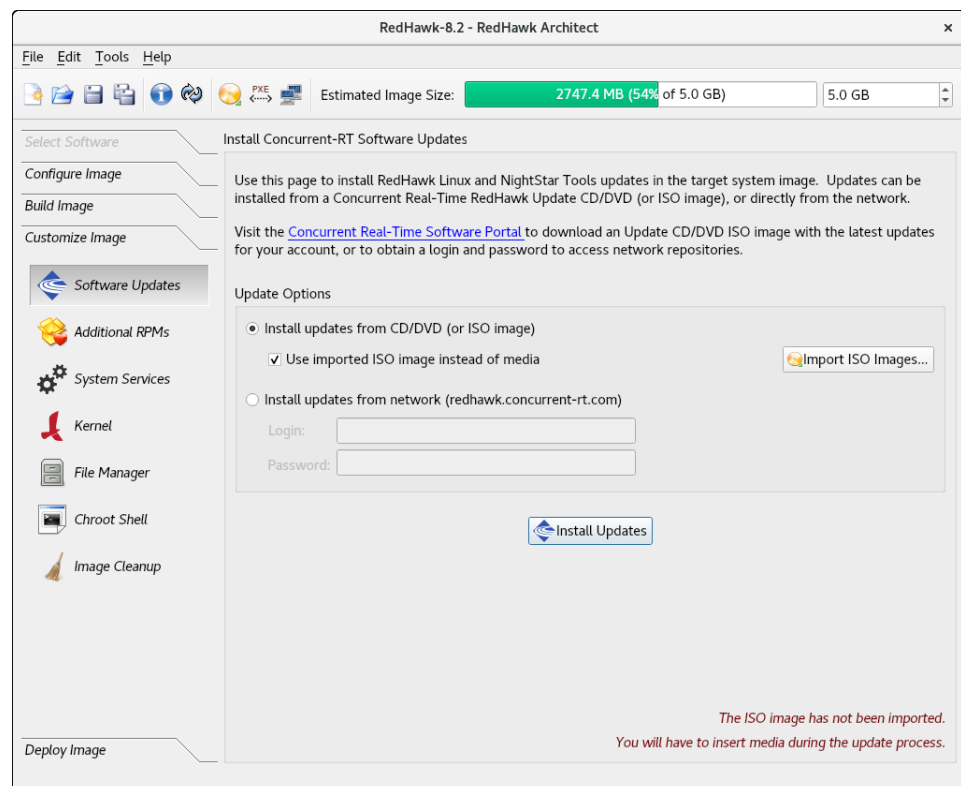 RedHawk-8.2 - RedHawk Architect
×
File Edit Tools Help
PXE
Estimated Image Size:
2747.4 MB (54% of 5.0 GB)
5.0 GB
Select Software
Configure Image
Build Image
Customize Image
Software Updates
Additional RPMs
System Services
Kernel
File Manager
Chroot Shell
Image Cleanup
Deploy Image
Install Concurrent-RT Software Updates
Use this page to install RedHawk Linux and NightStar Tools updates in the target system image. Updates can be
installed from a Concurrent Real-Time RedHawk Update CD/DVD (or ISO image), or directly from the network.
Visit the Concurrent Real-Time Software Portal to download an Update CD/DVD ISO image with the latest updates
for your account, or to obtain a login and password to access network repositories.
Update Options
Install updates from CD/DVD (or ISO image)
Use imported ISO image instead of media
Import ISO Images...
Install updates from network (redhawk.concurrent-rt.com)
Login:
Password:
Install Updates
The ISO image has not been imported.
You will have to insert media during the update process.